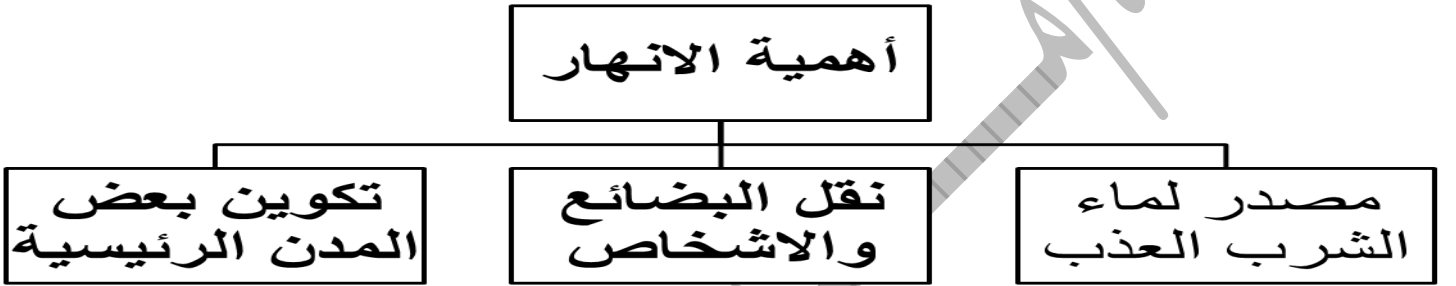 أهمية الانهار
مصدر لماء
الشرب العذب
نقل البضائع
والاشخاص
تكوين بعض
المدن الرئيسية